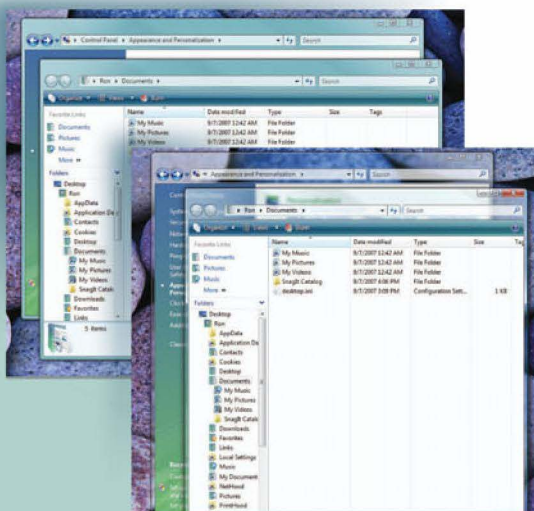 Control Panel ▸ Appearance and Personalization ▸ Search
Ron ▸ Documents ▸ Search
Organize Views Burn
Favorite Links
Documents
Pictures
Music
More »
Folders
Desktop
Ron
AppData
Application De
Contacts
Cookies
Desktop
Documents
My Music
My Pictures
My Videos
SnagIt Catalo
Downloads
Favorites
Links
5 items
Name Date modified Type Size Tags
My Music 9/7/2007 12:42 AM File Folder
My Pictures 9/7/2007 12:42 AM File Folder
My Videos 9/7/2007 12:42 AM File Folder
Appearance and Personalization ▸ Search
Ron ▸ Documents ▸ Search
Organize Views Burn
Favorite Links
Documents
Pictures
Music
More »
Folders
Desktop
Ron
AppData
Application De
Contacts
Cookies
Desktop
Documents
My Music
My Pictures
My Videos
SnagIt Catalo
Downloads
Favorites
Links
Local Settings
Music
My Document
NetHood
Pictures
PrintHood
Name Date modified Type Size Tag
My Music 9/7/2007 12:42 AM File Folder
My Pictures 9/7/2007 12:42 AM File Folder
My Videos 9/7/2007 12:42 AM File Folder
SnagIt Catalog 9/7/2007 6:06 PM File Folder
desktop.ini 9/7/2007 3:09 PM Configuration Sett... 1 KB